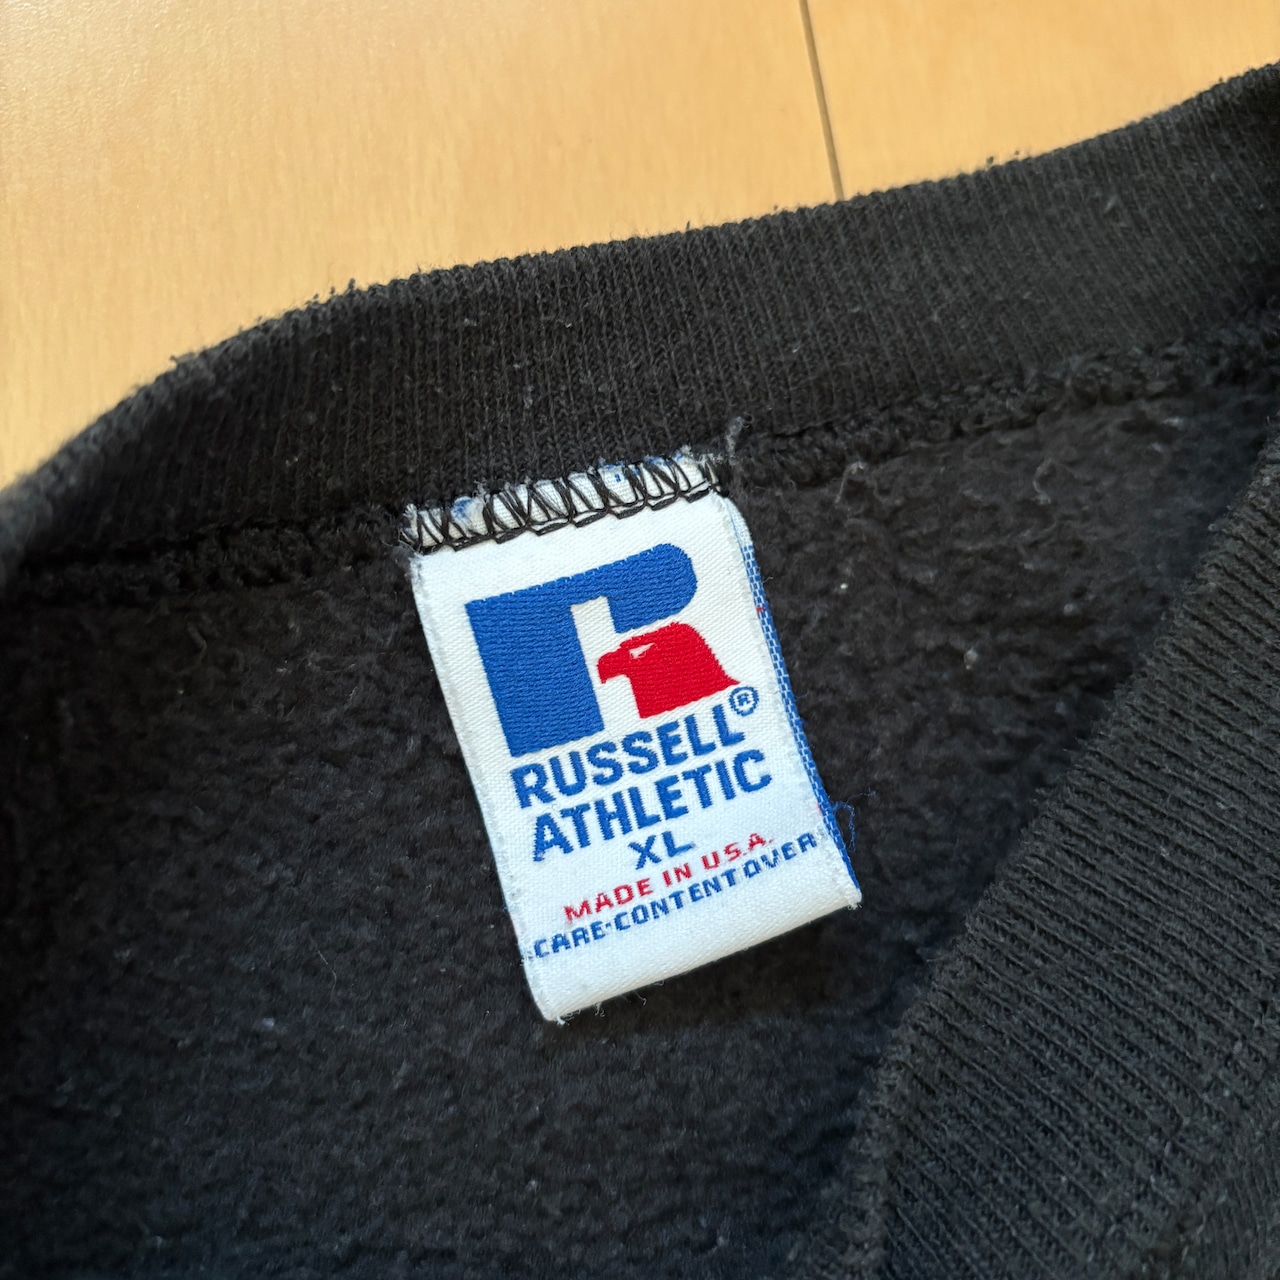 RUSSELL®
ATHLETIC
XL
MADE IN U.S.A.
CARE-CONTENT OVER